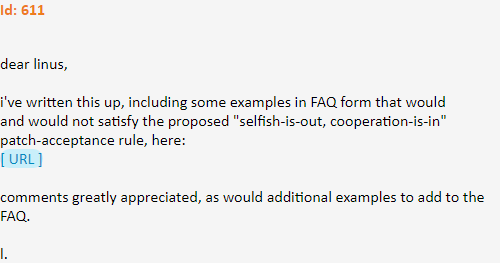 Id: 611
dear linus,
i've written this up, including some examples in FAQ form that would
and would not satisfy the proposed "selfish-is-out, cooperation-is-in"
patch-acceptance rule, here:
[ URL ]
comments greatly appreciated, as would additional examples to add to the
FAQ.
l.